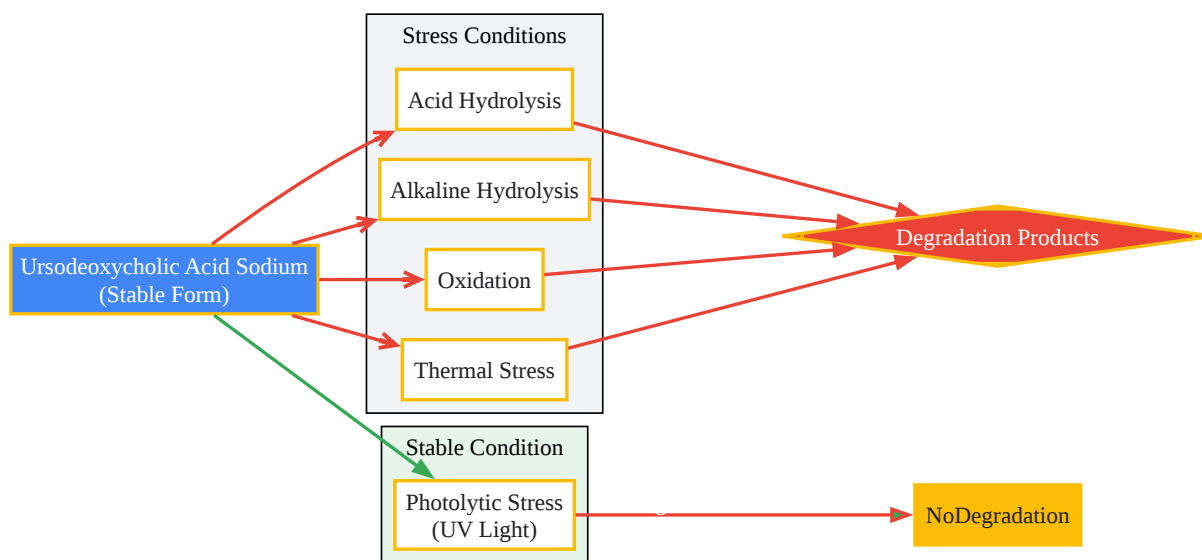 Stress Conditions
Acid Hydrolysis
Alkaline Hydrolysis
Ursodeoxycholic Acid Sodium
(Stable Form)
Oxidation
Thermal Stress
Degradation Products
Stable Condition
Photolytic Stress
(UV Light)
NoDegradation